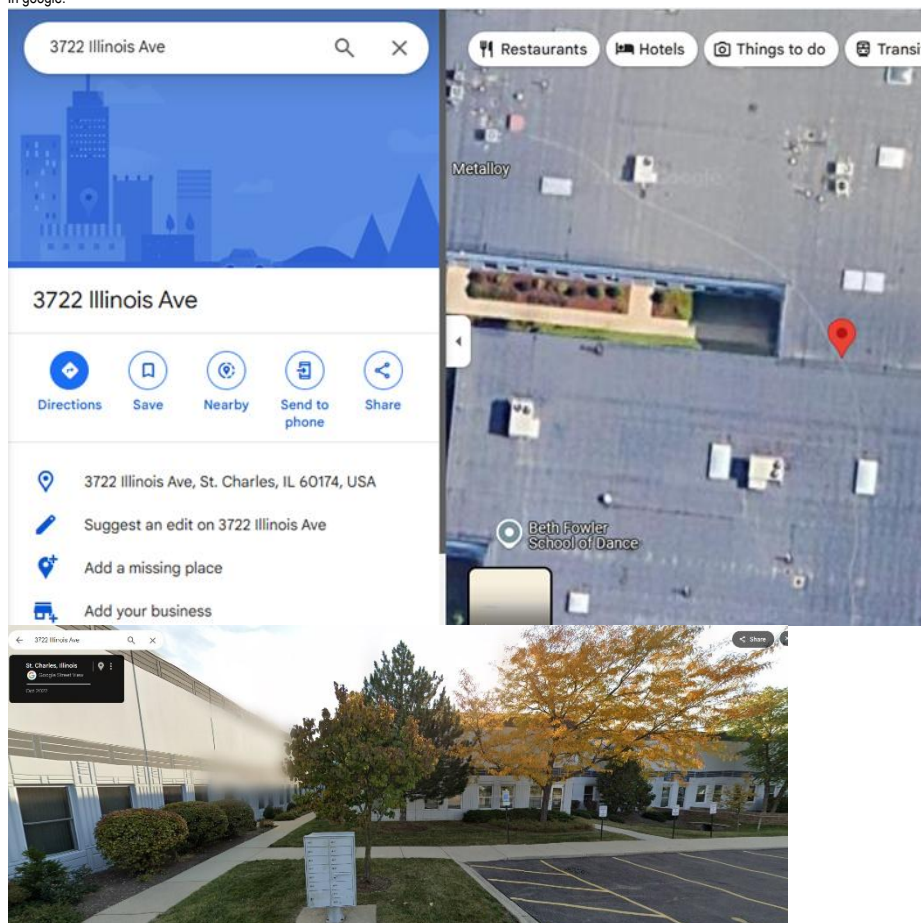 in google.
3722 Illinois Ave
Restaurants
Hotels
Things to do
Transi
Metalloy
3722 Illinois Ave
Directions
Save
Nearby
Send to
phone
Share
3722 Illinois Ave, St. Charles, IL 60174, USA
Suggest an edit on 3722 Illinois Ave
Add a missing place
Add your business
Beth Fowler
School of Dance
3722 Illinois Ave
Share
St. Charles, Illinois
Google Street View